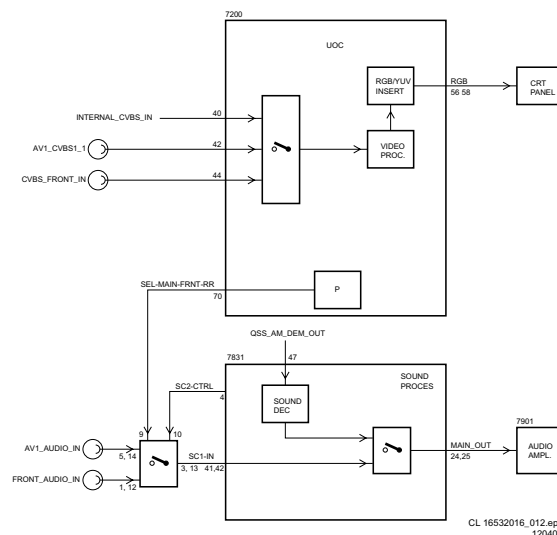 7200
UOC
RGB/YUV
INSERT
RGB
56 58
CRT
PANEL
INTERNAL_CVBS_IN
40
AV1_CVBS1_1
42
VIDEO
PROC.
CVBS_FRONT_IN
44
SEL-MAIN-FRNT-RR
70
P
QSS_AM_DEM_OUT
7831
47
SOUND
PROCES
SC2-CTRL
4
SOUND
DEC
9
10
7901
AV1_AUDIO_IN
5, 14
SC1-IN
3, 13
41,42
MAIN_OUT
24,25
AUDIO
AMPL.
FRONT_AUDIO_IN
1, 12
CL 16532016_012.ep
12040